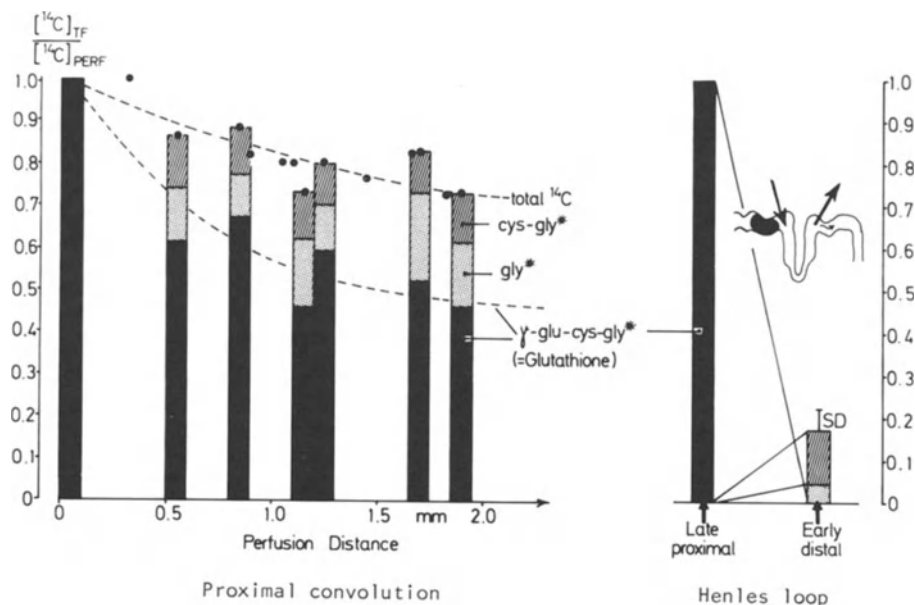 [¹⁴C]TF
[¹⁴C]PERF
1.0
0.9
0.8
0.7
0.6
0.5
0.4
0.3
0.2
0.1
0
total ¹⁴C
cys-gly*
gly*
γ-glu-cys-gly*
(=Glutathione)
0 0.5 1.0 1.5 mm 2.0
Perfusion Distance
Proximal convolution
1.0
0.9
0.8
0.7
0.6
0.5
0.4
0.3
0.2
0.1
0
SD
Late proximal
Early distal
Henles loop